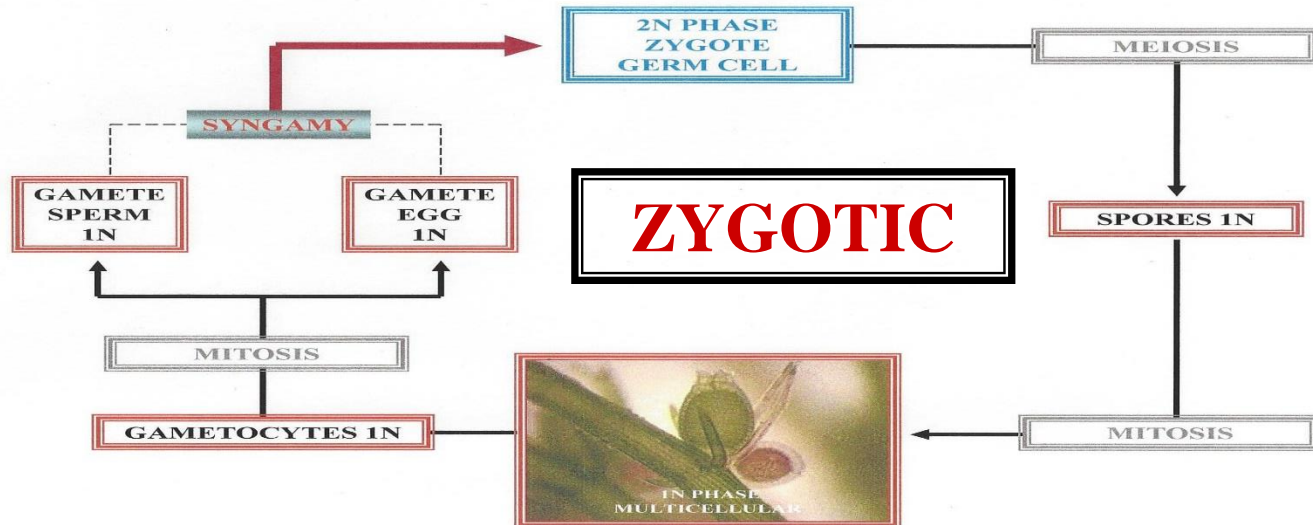 2N PHASE
ZYGOTE
GERM CELL
MEIOSIS
SYNGAMY
GAMETE
SPERM
1N
GAMETE
EGG
1N
ZYGOTIC
SPORES 1N
MITOSIS
GAMETOCYTES 1N
1N PHASE
MULTICELLULAR
MITOSIS